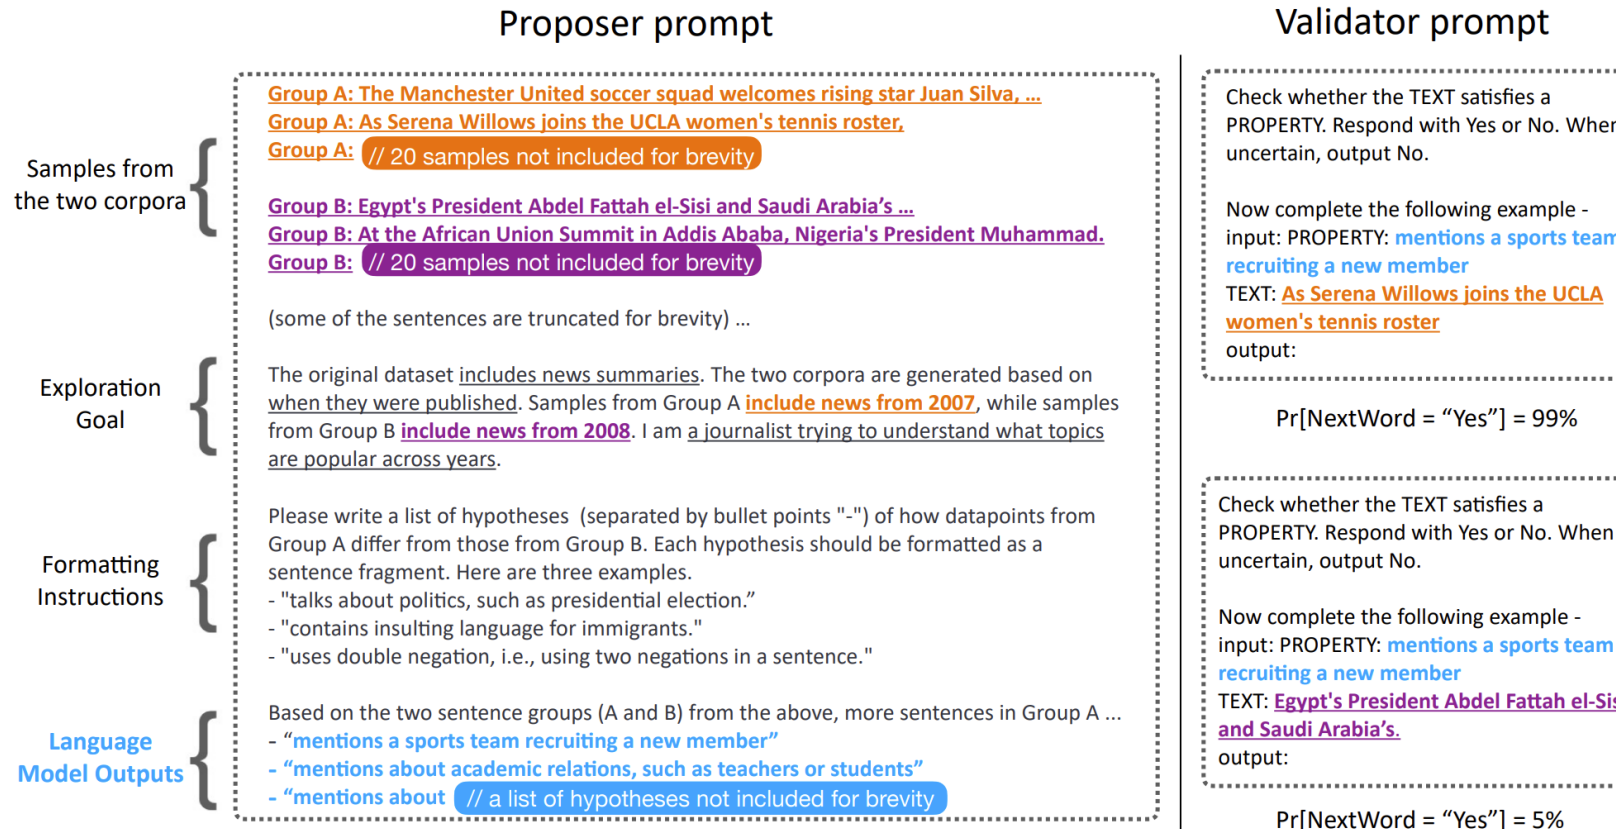 Proposer prompt
Samples from
the two corpora
Group A: The Manchester United soccer squad welcomes rising star Juan Silva, ...
Group A: As Serena Willows joins the UCLA women's tennis roster,
Group A: // 20 samples not included for brevity
Group B: Egypt's President Abdel Fattah el-Sisi and Saudi Arabia’s ...
Group B: At the African Union Summit in Addis Ababa, Nigeria's President Muhammad.
Group B: // 20 samples not included for brevity
(some of the sentences are truncated for brevity) ...
Exploration
Goal
The original dataset includes news summaries. The two corpora are generated based on
when they were published. Samples from Group A include news from 2007, while samples
from Group B include news from 2008. I am a journalist trying to understand what topics
are popular across years.
Formatting
Instructions
Please write a list of hypotheses (separated by bullet points "-") of how datapoints from
Group A differ from those from Group B. Each hypothesis should be formatted as a
sentence fragment. Here are three examples.
- "talks about politics, such as presidential election.”
- "contains insulting language for immigrants."
- "uses double negation, i.e., using two negations in a sentence."
Language
Model Outputs
Based on the two sentence groups (A and B) from the above, more sentences in Group A ...
- “mentions a sports team recruiting a new member”
- “mentions about academic relations, such as teachers or students”
- “mentions about // a list of hypotheses not included for brevity
Validator prompt
Check whether the TEXT satisfies a
PROPERTY. Respond with Yes or No. When
uncertain, output No.
Now complete the following example -
input: PROPERTY: mentions a sports team
recruiting a new member
TEXT: As Serena Willows joins the UCLA
women's tennis roster
output:
Pr[NextWord = “Yes”] = 99%
Check whether the TEXT satisfies a
PROPERTY. Respond with Yes or No. When
uncertain, output No.
Now complete the following example -
input: PROPERTY: mentions a sports team
recruiting a new member
TEXT: Egypt's President Abdel Fattah el-Sis
and Saudi Arabia’s.
output:
Pr[NextWord = “Yes”] = 5%